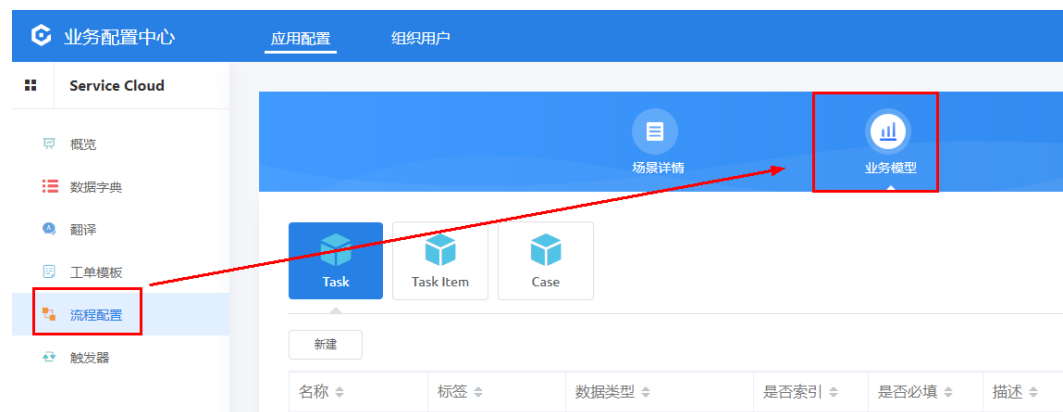 业务配置中心
应用配置
组织用户
Service Cloud
概览
数据字典
翻译
工单模板
流程配置
触发器
场景详情
业务模型
Task
Task Item
Case
新建
名称
标签
数据类型
是否索引
是否必填
描述